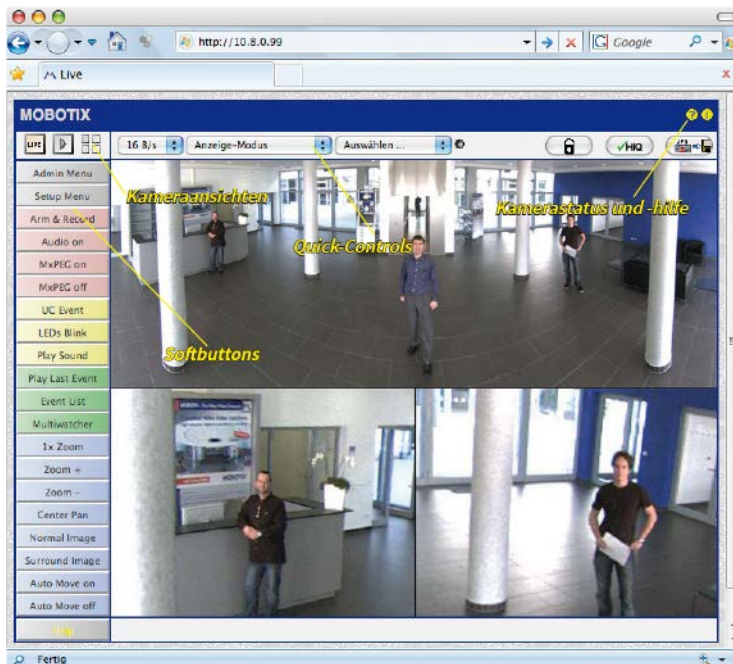 http://10.8.0.99
Google
Live
MOBOTIX
LIVE
16 B/s
Anzeige-Modus
Auswählen ...
HIQ
Admin Menu
Setup Menu
Arm & Record
Audio on
MxPEG on
MxPEG off
UC Event
LEDs Blink
Play Sound
Play Last Event
Event List
Multiwatcher
1x Zoom
Zoom +
Zoom –
Center Pan
Normal Image
Surround Image
Auto Move on
Auto Move off
Kameraansichten
Quick-Controls
Kamerastatus und -hilfe
Softbuttons
MOBOTIX
Fertig